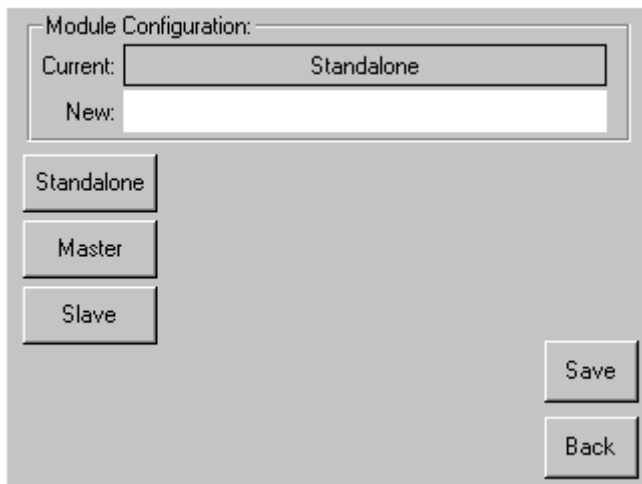 Module Configuration:
Current: Standalone
New:
Standalone
Master
Slave
Save
Back